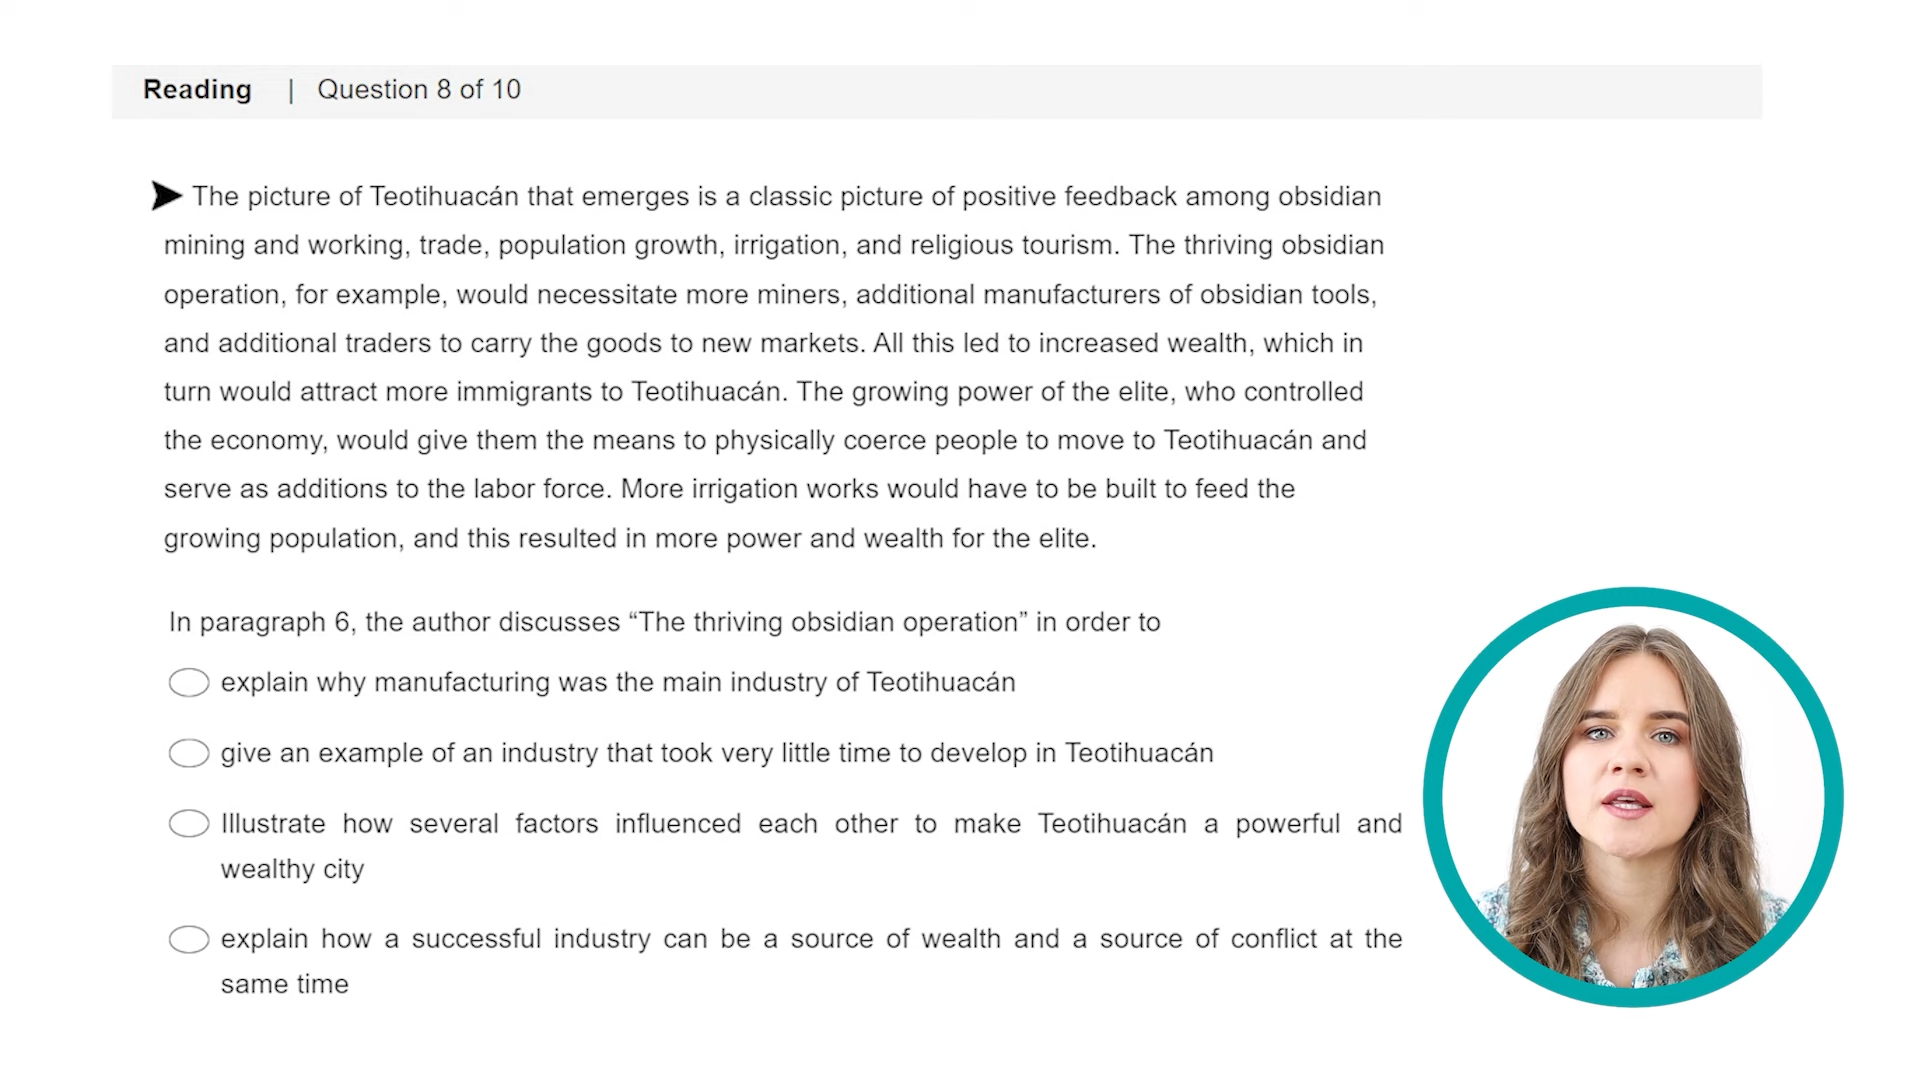 Reading | Question 8 of 10
The picture of Teotihuacán that emerges is a classic picture of positive feedback among obsidian
mining and working, trade, population growth, irrigation, and religious tourism. The thriving obsidian
operation, for example, would necessitate more miners, additional manufacturers of obsidian tools,
and additional traders to carry the goods to new markets. All this led to increased wealth, which in
turn would attract more immigrants to Teotihuacán. The growing power of the elite, who controlled
the economy, would give them the means to physically coerce people to move to Teotihuacán and
serve as additions to the labor force. More irrigation works would have to be built to feed the
growing population, and this resulted in more power and wealth for the elite.
In paragraph 6, the author discusses “The thriving obsidian operation” in order to
explain why manufacturing was the main industry of Teotihuacán
give an example of an industry that took very little time to develop in Teotihuacán
Illustrate how several factors influenced each other to make Teotihuacán a powerful and
wealthy city
explain how a successful industry can be a source of wealth and a source of conflict at the
same time